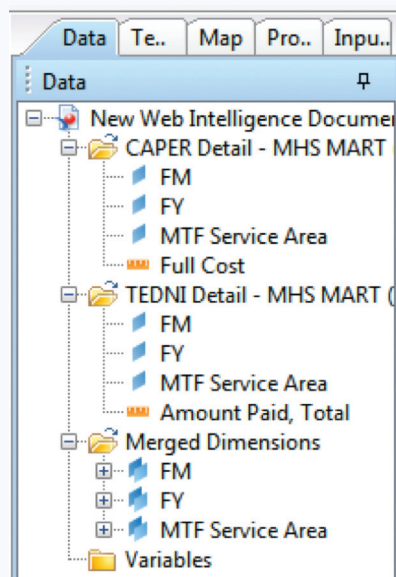 Data Te.. Map Pro.. Inpu..
Data
New Web Intelligence Docume
CAPER Detail - MHS MART (
FM
FY
MTF Service Area
Full Cost
TEDNI Detail - MHS MART (
FM
FY
MTF Service Area
Amount Paid, Total
Merged Dimensions
FM
FY
MTF Service Area
Variables